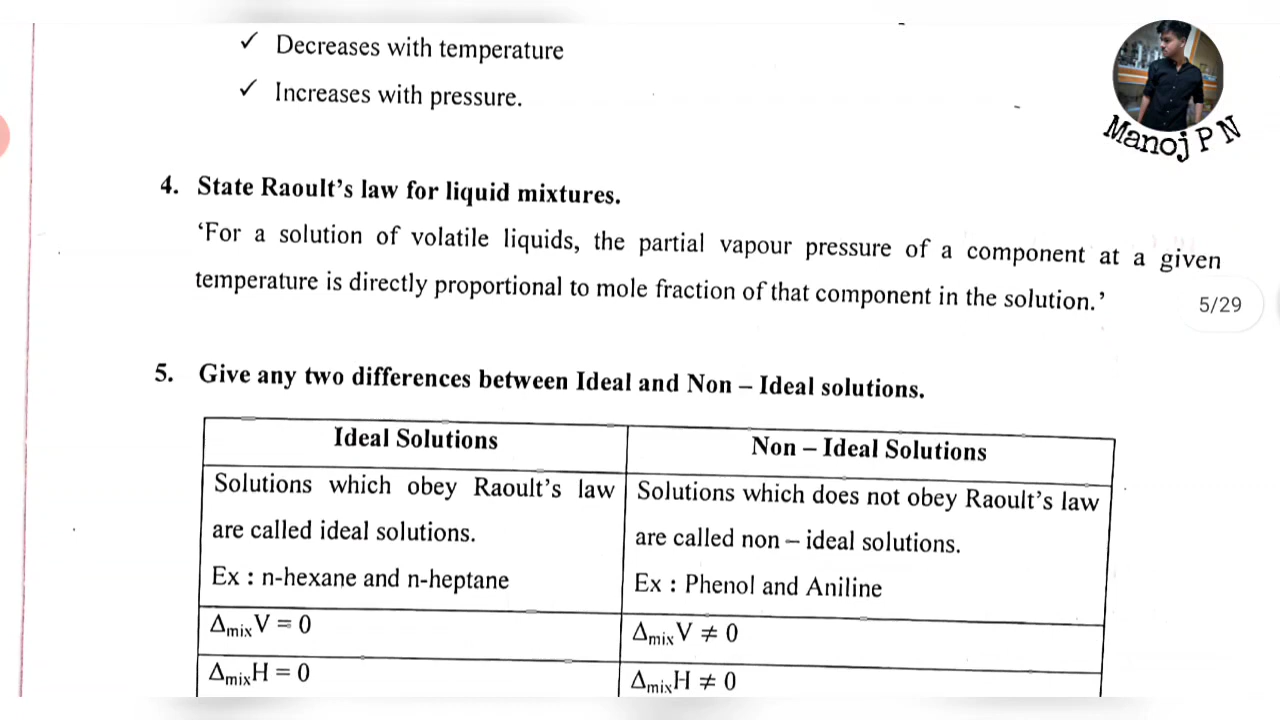 ✓ Decreases with temperature
✓ Increases with pressure.
Manoj P N
4. State Raoult's law for liquid mixtures.
‘For a solution of volatile liquids, the partial vapour pressure of a component at a given
temperature is directly proportional to mole fraction of that component in the solution.’
5/29
5. Give any two differences between Ideal and Non – Ideal solutions.
Ideal Solutions
Non – Ideal Solutions
Solutions which obey Raoult's law
are called ideal solutions.
Ex : n-hexane and n-heptane
Solutions which does not obey Raoult's law
are called non – ideal solutions.
Ex : Phenol and Aniline
ΔmixV = 0
ΔmixV ≠ 0
ΔmixH = 0
ΔmixH ≠ 0